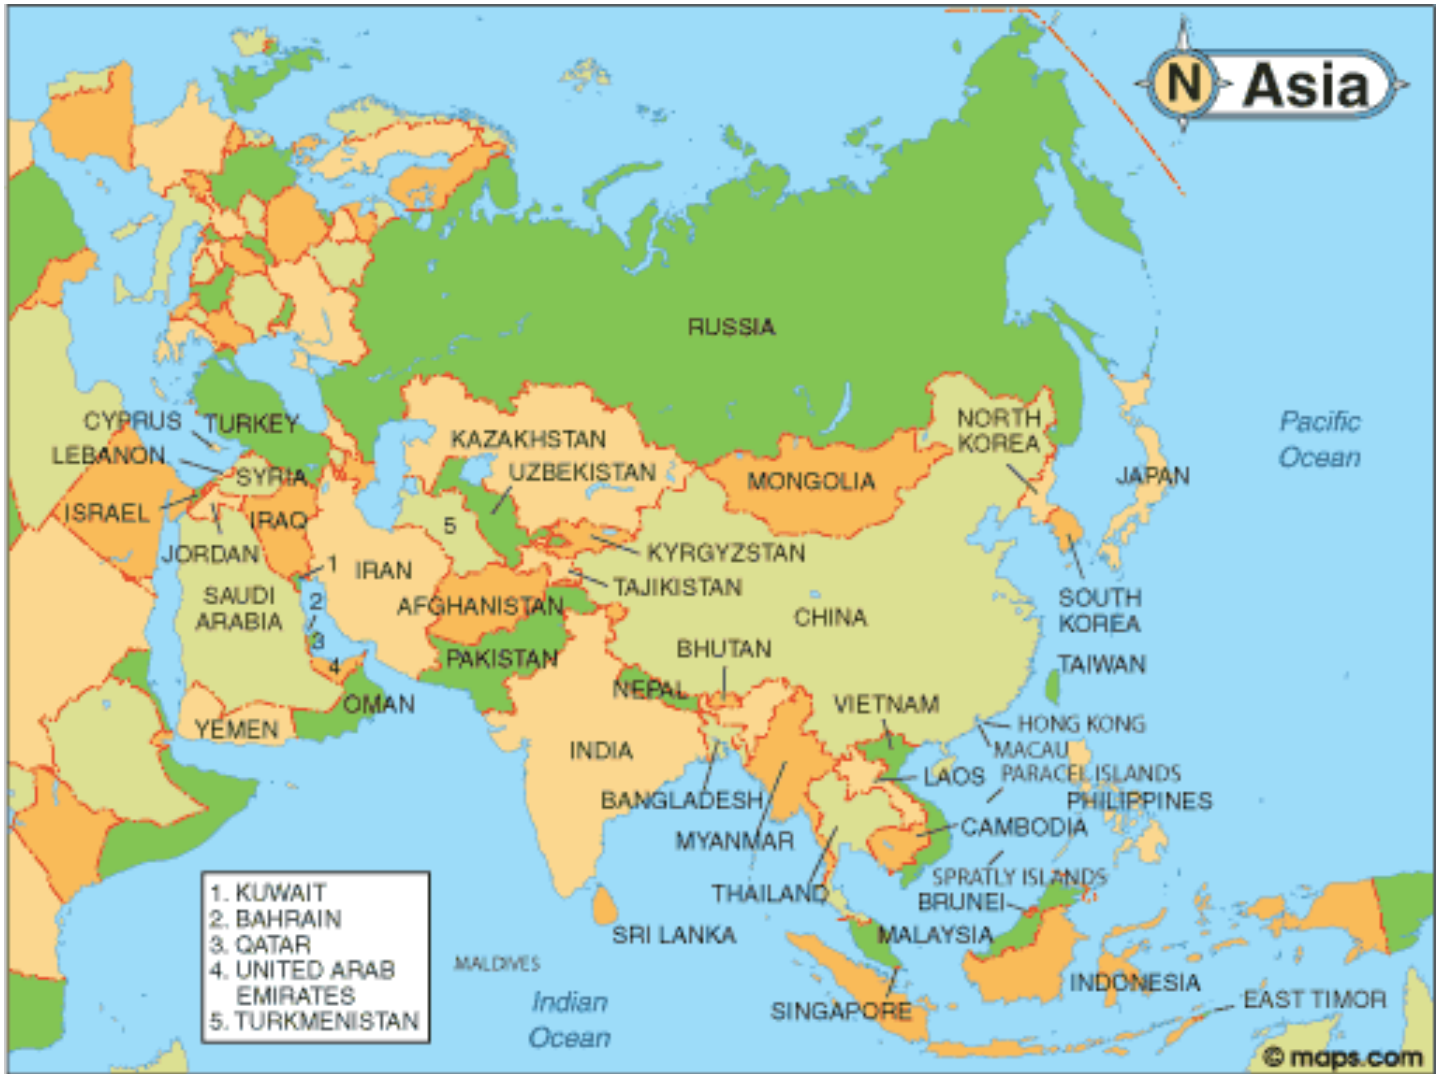 N Asia
RUSSIA
Pacific
Ocean
CYPRUS
TURKEY
LEBANON
SYRIA
ISRAEL
IRAQ
JORDAN
1
IRAN
SAUDI
ARABIA
2
3
4
OMAN
YEMEN
KAZAKHSTAN
UZBEKISTAN
5
KYRGYZSTAN
TAJIKISTAN
AFGHANISTAN
PAKISTAN
MONGOLIA
NORTH
KOREA
JAPAN
SOUTH
KOREA
CHINA
TAIWAN
BHUTAN
NEPAL
INDIA
BANGLADESH
MYANMAR
THAILAND
VIETNAM
HONG KONG
MACAU
LAOS
PARACEL ISLANDS
PHILIPPINES
CAMBODIA
SPRATLY ISLANDS
BRUNEI
MALAYSIA
SRI LANKA
MALDIVES
INDONESIA
SINGAPORE
EAST TIMOR
Indian
Ocean
1. KUWAIT
2. BAHRAIN
3. QATAR
4. UNITED ARAB
EMIRATES
5. TURKMENISTAN
© maps.com